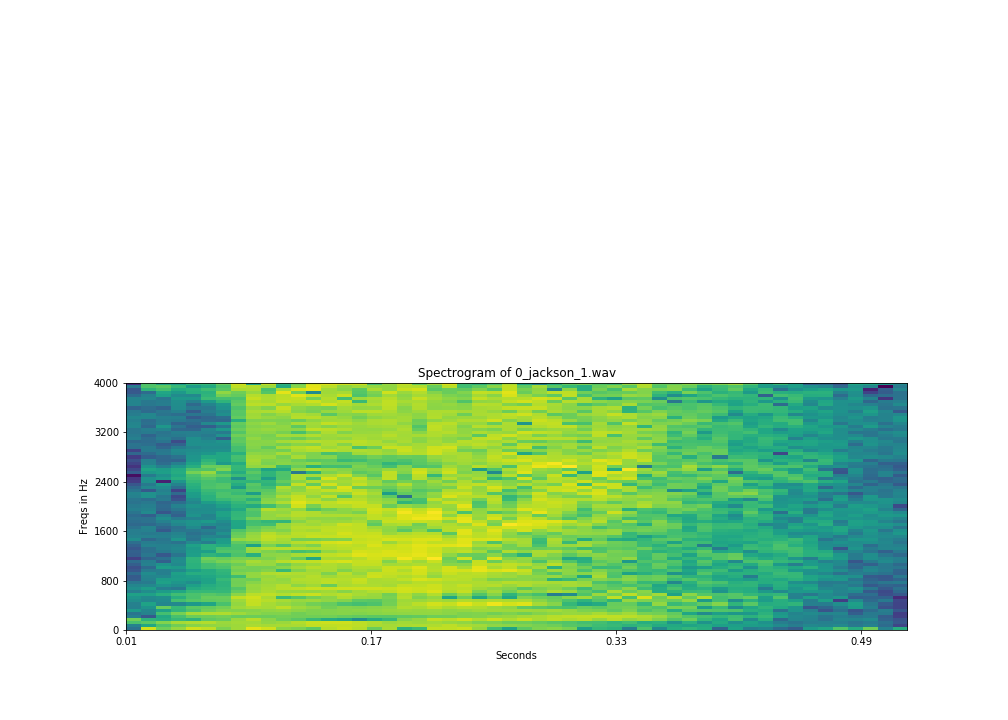 Spectrogram of 0_jackson_1.wav
4000
3200
2400
1600
800
0
Freqs in Hz
0.01 0.17 0.33 0.49
Seconds